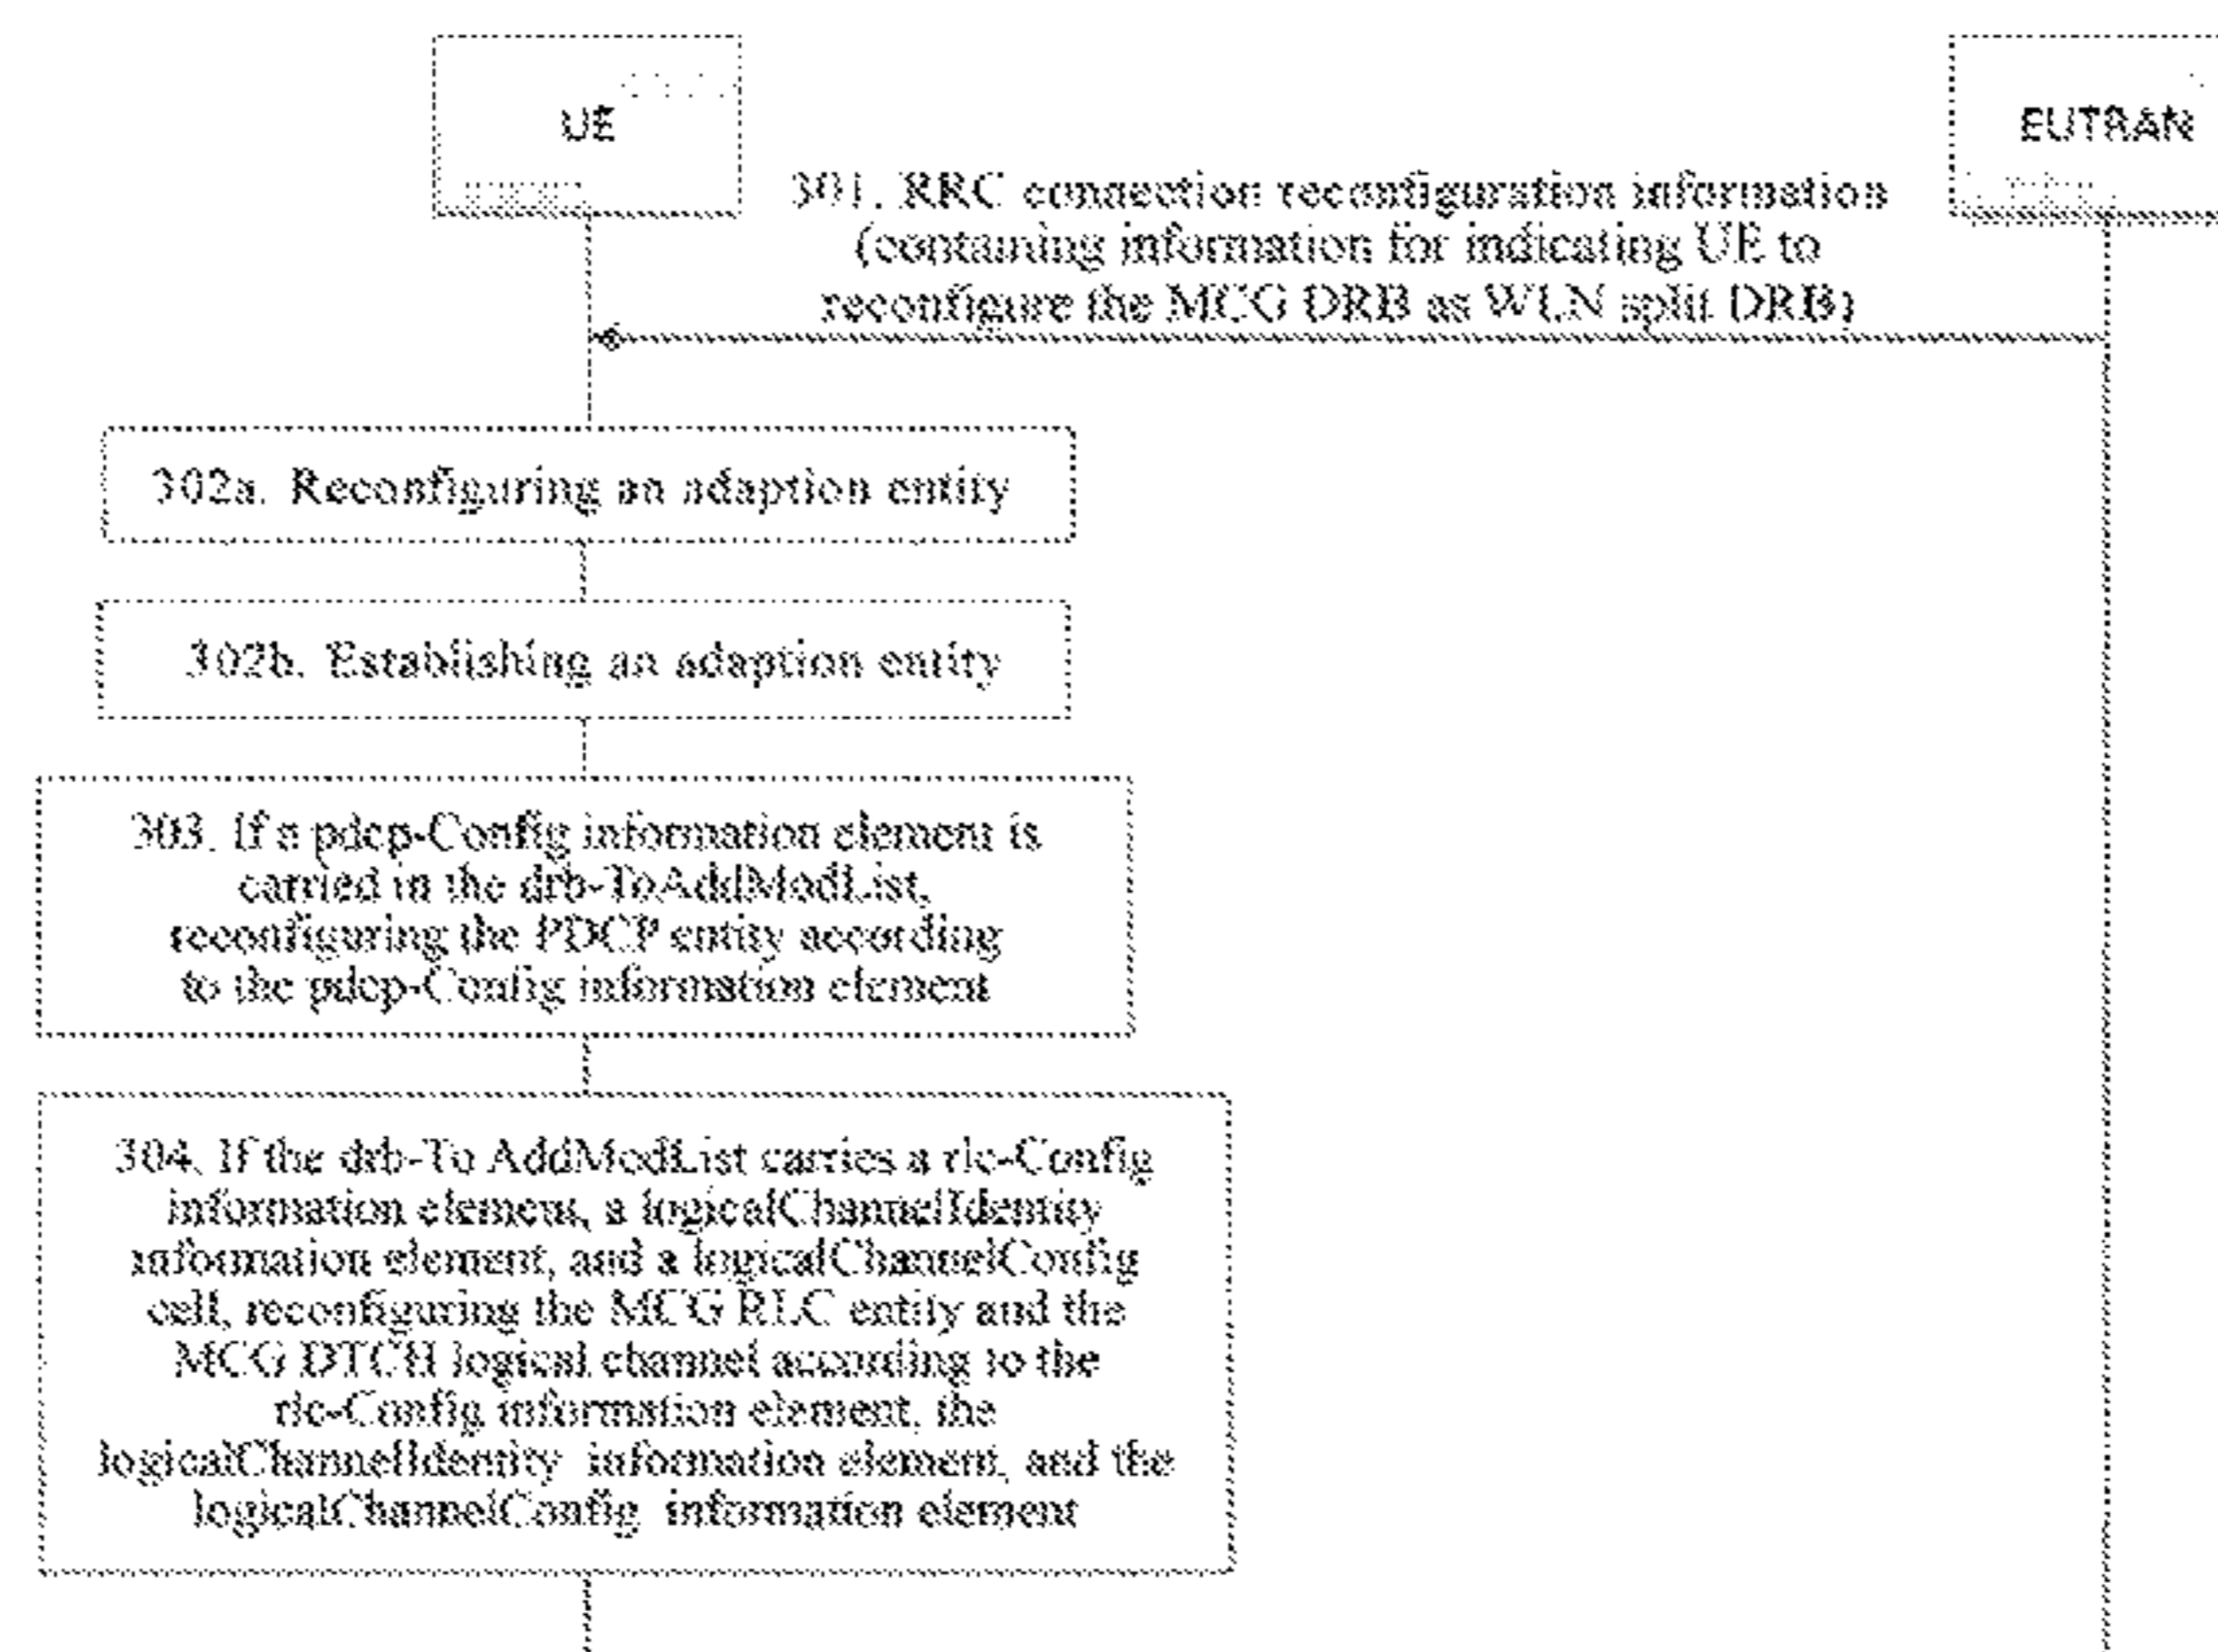 UE
EUTRAN
301. RRC connection reconfiguration information
(containing information for indicating UE to
reconfigure the MCG DRB as WLN split DRB)
302a. Reconfiguring an adaption entity
302b. Establishing an adaption entity
303. If a pdcp-Config information element is
carried in the drb-ToAddModList,
reconfiguring the PDCP entity according
to the pdcp-Config information element
304. If the drb-To AddModList carries a rlc-Config
information element, a logicalChannelIdentity
information element, and a logicalChannelConfig
cell, reconfiguring the MCG RLC entity and the
MCG DTCH logical channel according to the
rlc-Config information element, the
logicalChannelIdentity information element, and the
logicalChannelConfig information element